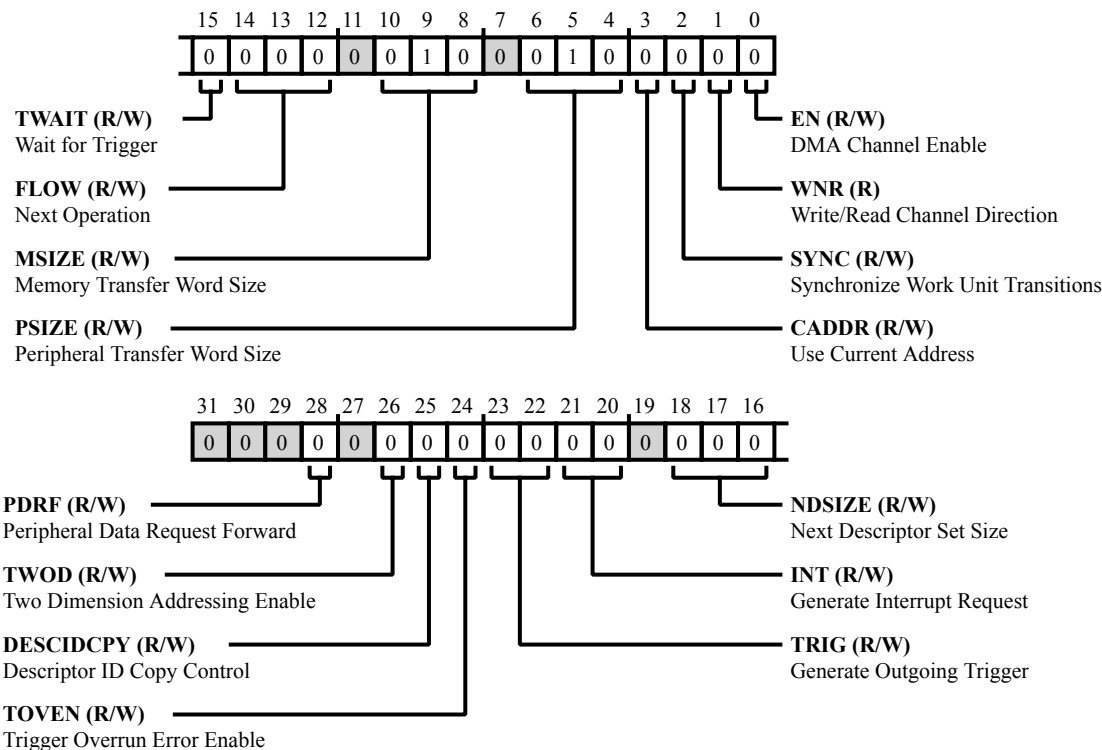 15 14 13 12 11 10 9 8 7 6 5 4 3 2 1 0
0 0 0 0 0 0 1 0 0 0 1 0 0 0 0 0
TWAIT (R/W)
Wait for Trigger
FLOW (R/W)
Next Operation
MSIZE (R/W)
Memory Transfer Word Size
PSIZE (R/W)
Peripheral Transfer Word Size
EN (R/W)
DMA Channel Enable
WNR (R)
Write/Read Channel Direction
SYNC (R/W)
Synchronize Work Unit Transitions
CADDR (R/W)
Use Current Address
31 30 29 28 27 26 25 24 23 22 21 20 19 18 17 16
0 0 0 0 0 0 0 0 0 0 0 0 0 0 0 0
PDRF (R/W)
Peripheral Data Request Forward
TWOD (R/W)
Two Dimension Addressing Enable
DESCIDCPY (R/W)
Descriptor ID Copy Control
TOVEN (R/W)
Trigger Overrun Error Enable
NDSIZE (R/W)
Next Descriptor Set Size
INT (R/W)
Generate Interrupt Request
TRIG (R/W)
Generate Outgoing Trigger